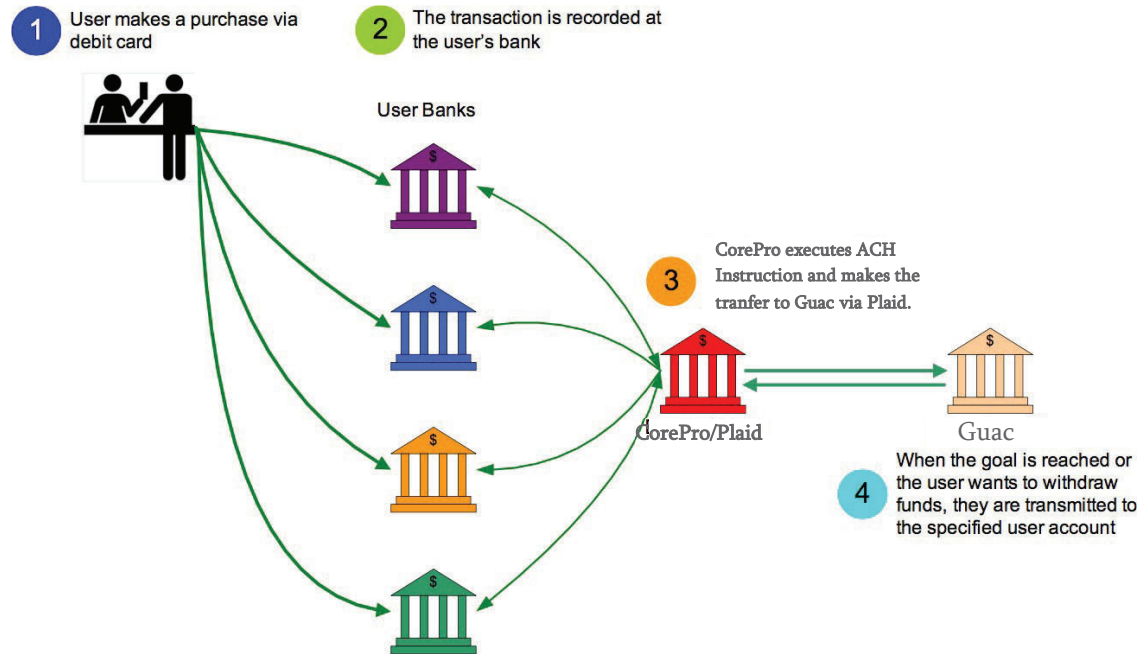 1
User makes a purchase via
debit card
2
The transaction is recorded at
the user's bank
User Banks
$
$
$
$
3
CorePro executes ACH
Instruction and makes the
tranfer to Guac via Plaid.
$
CorePro/Plaid
$
Guac
4
When the goal is reached or
the user wants to withdraw
funds, they are transmitted to
the specified user account